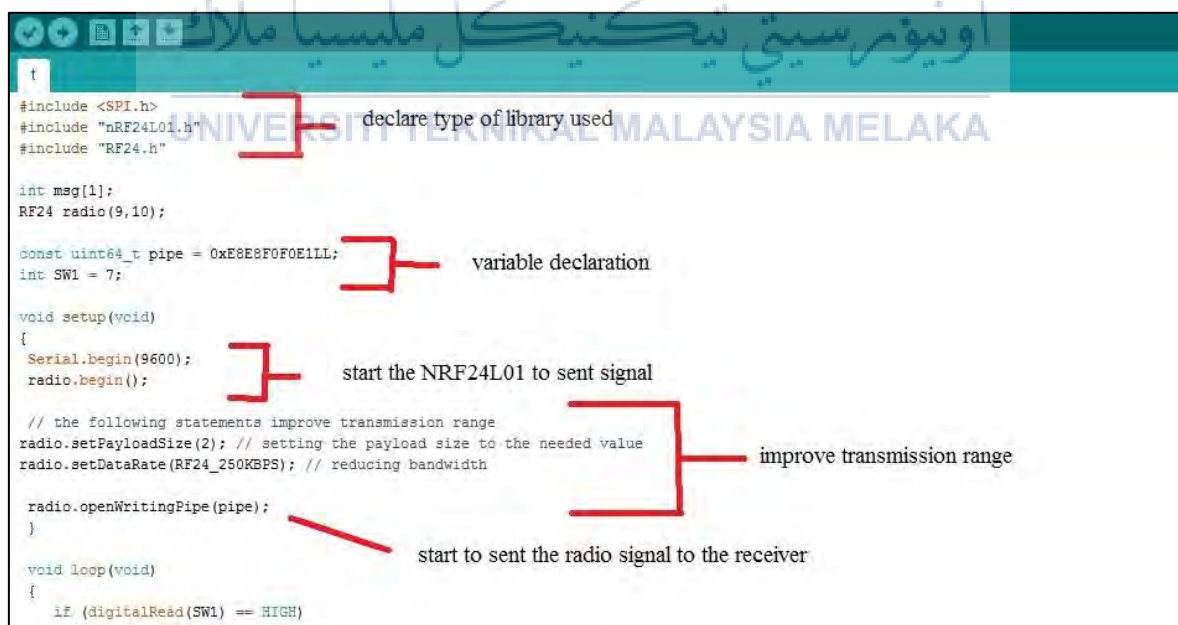 اونيۏرسيتي تيكنيكل مليسيا ملاك
t
#include <SPI.h>
#include "nRF24L01.h"
#include "RF24.h"
declare type of library used
UNIVERSITI TEKNIKAL MALAYSIA MELAKA
int msg[1];
RF24 radio(9,10);
const uint64_t pipe = 0xE8E8F0F0E1LL;
int SW1 = 7;
variable declaration
void setup(void)
{
Serial.begin(9600);
radio.begin();
start the NRF24L01 to sent signal
// the following statements improve transmission range
radio.setPayloadSize(2); // setting the payload size to the needed value
radio.setDataRate(RF24_250KBPS); // reducing bandwidth
improve transmission range
radio.openWritingPipe(pipe);
}
start to sent the radio signal to the receiver
void loop(void)
{
if (digitalRead(SW1) == HIGH)